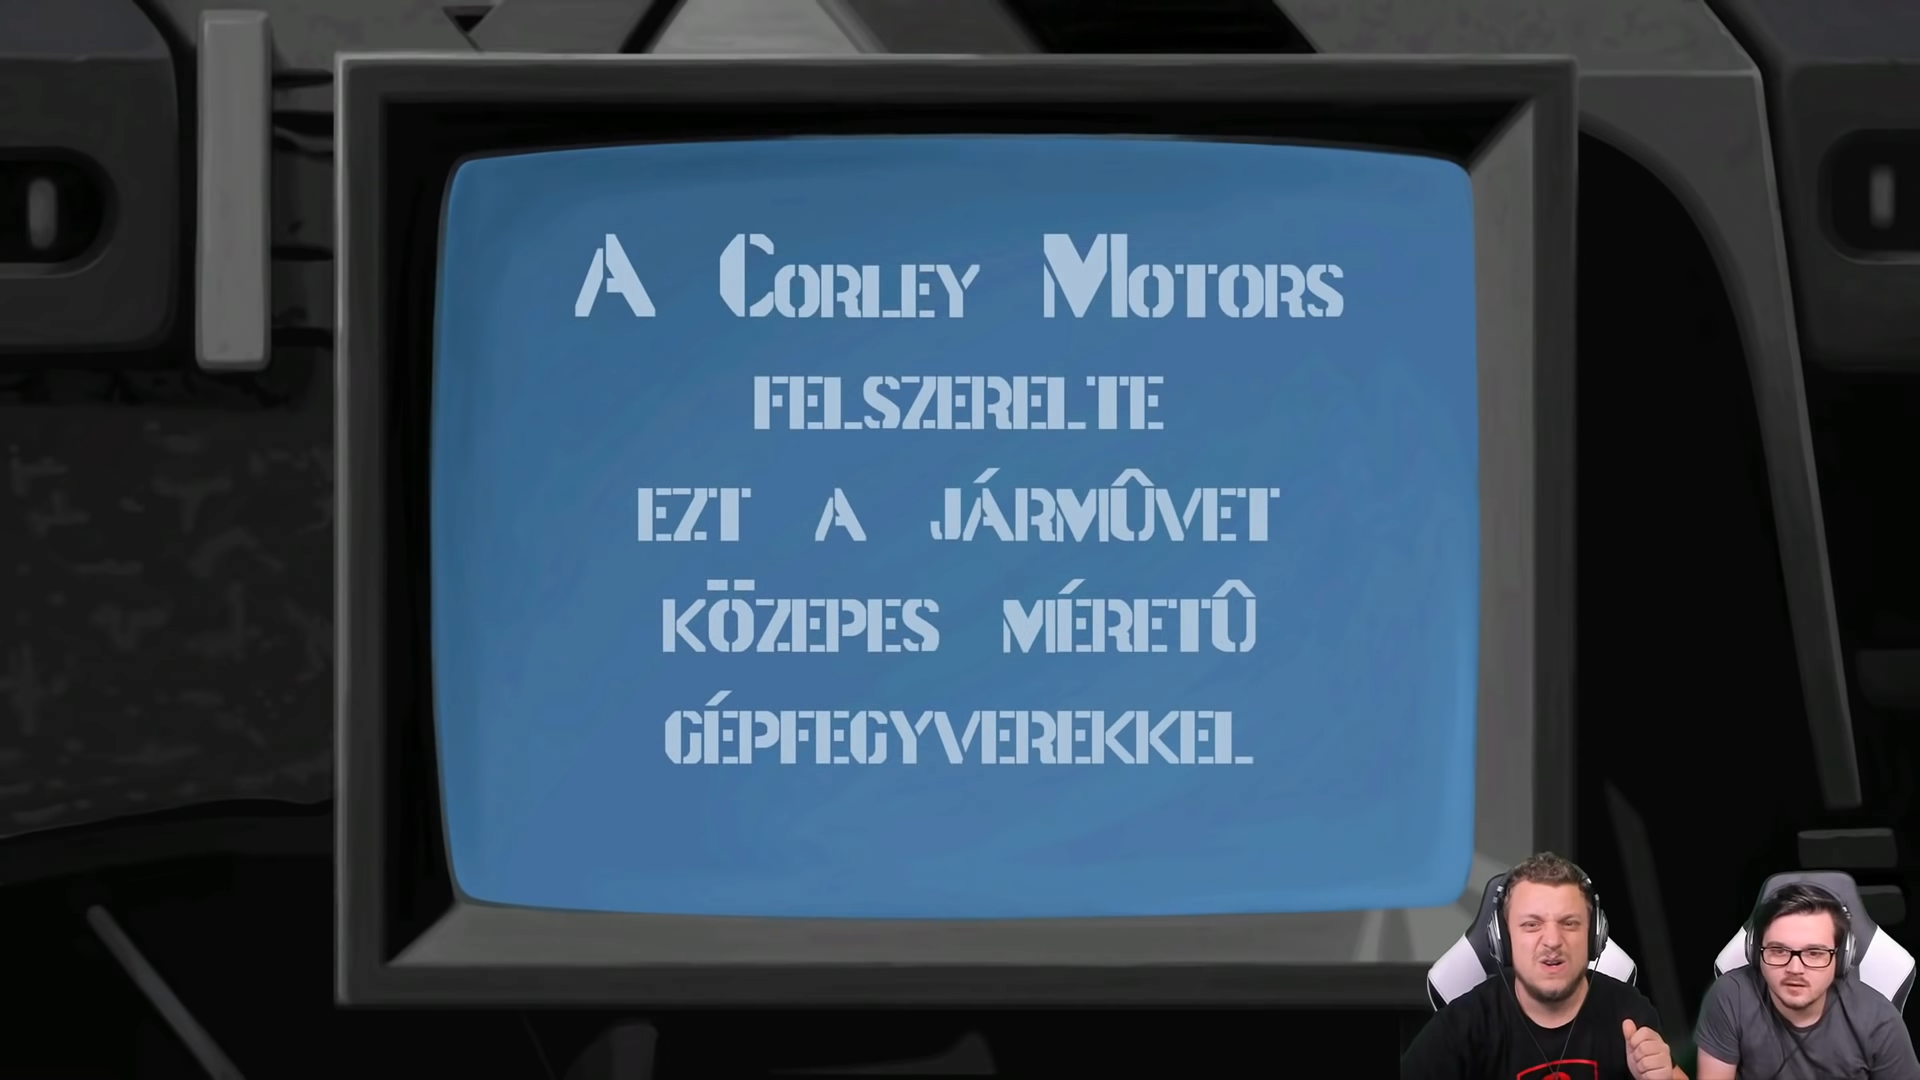 A CORLEY MOTORS
FELSZERELTE
EZT A JÁRMÛVET
KÖZEPES MÉRETÛ
GÉPFEGYVEREKKEL